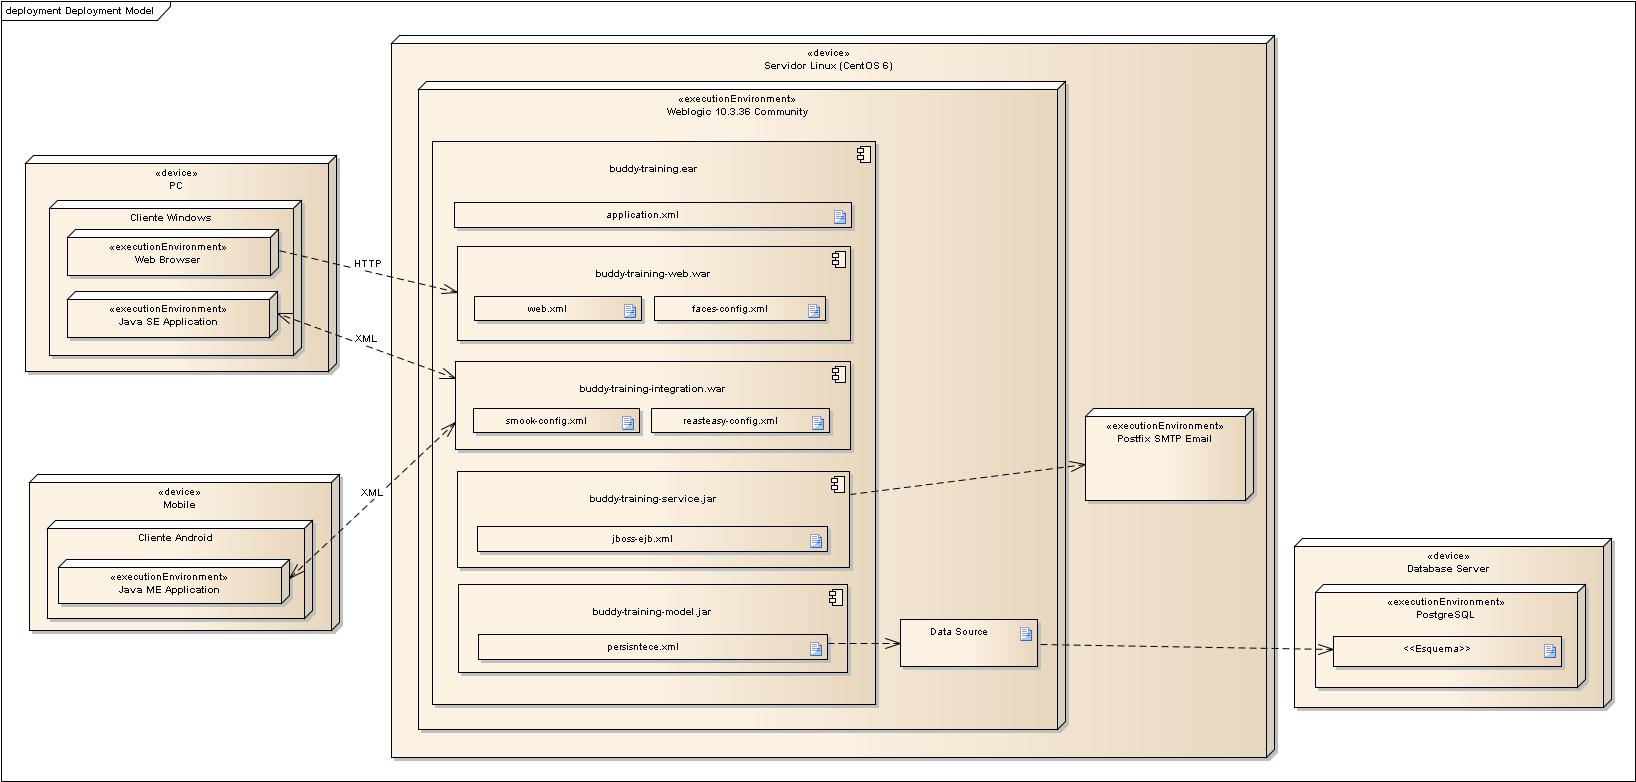 deployment Deployment Model
«device»
Servidor Linux (CentOS 6)
«executionEnvironment»
Weblogic 10.3.36 Community
buddy-training.ear
application.xml
buddy-training-web.war
web.xml
faces-config.xml
buddy-training-integration.war
smook-config.xml
reasteasy-config.xml
buddy-training-service.jar
jboss-ejb.xml
buddy-training-model.jar
persisntece.xml
Data Source
«executionEnvironment»
Postfix SMTP Email
«device»
PC
Cliente Windows
«executionEnvironment»
Web Browser
«executionEnvironment»
Java SE Application
HTTP
XML
«device»
Mobile
Cliente Android
«executionEnvironment»
Java ME Application
XML
«device»
Database Server
«executionEnvironment»
PostgreSQL
<<Esquema>>